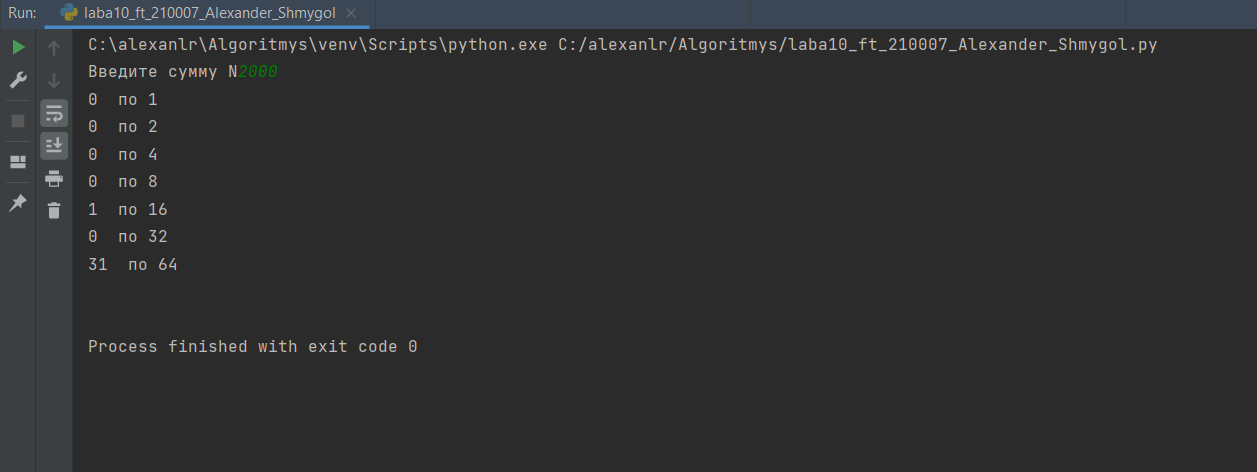 Run: laba10_ft_210007_Alexander_Shmygol
C:\alexanlr\Algoritmys\venv\Scripts\python.exe C:/alexanlr/Algoritmys/laba10_ft_210007_Alexander_Shmygol.py
Введите сумму N2000
0  по 1
0  по 2
0  по 4
0  по 8
1  по 16
0  по 32
31  по 64
Process finished with exit code 0